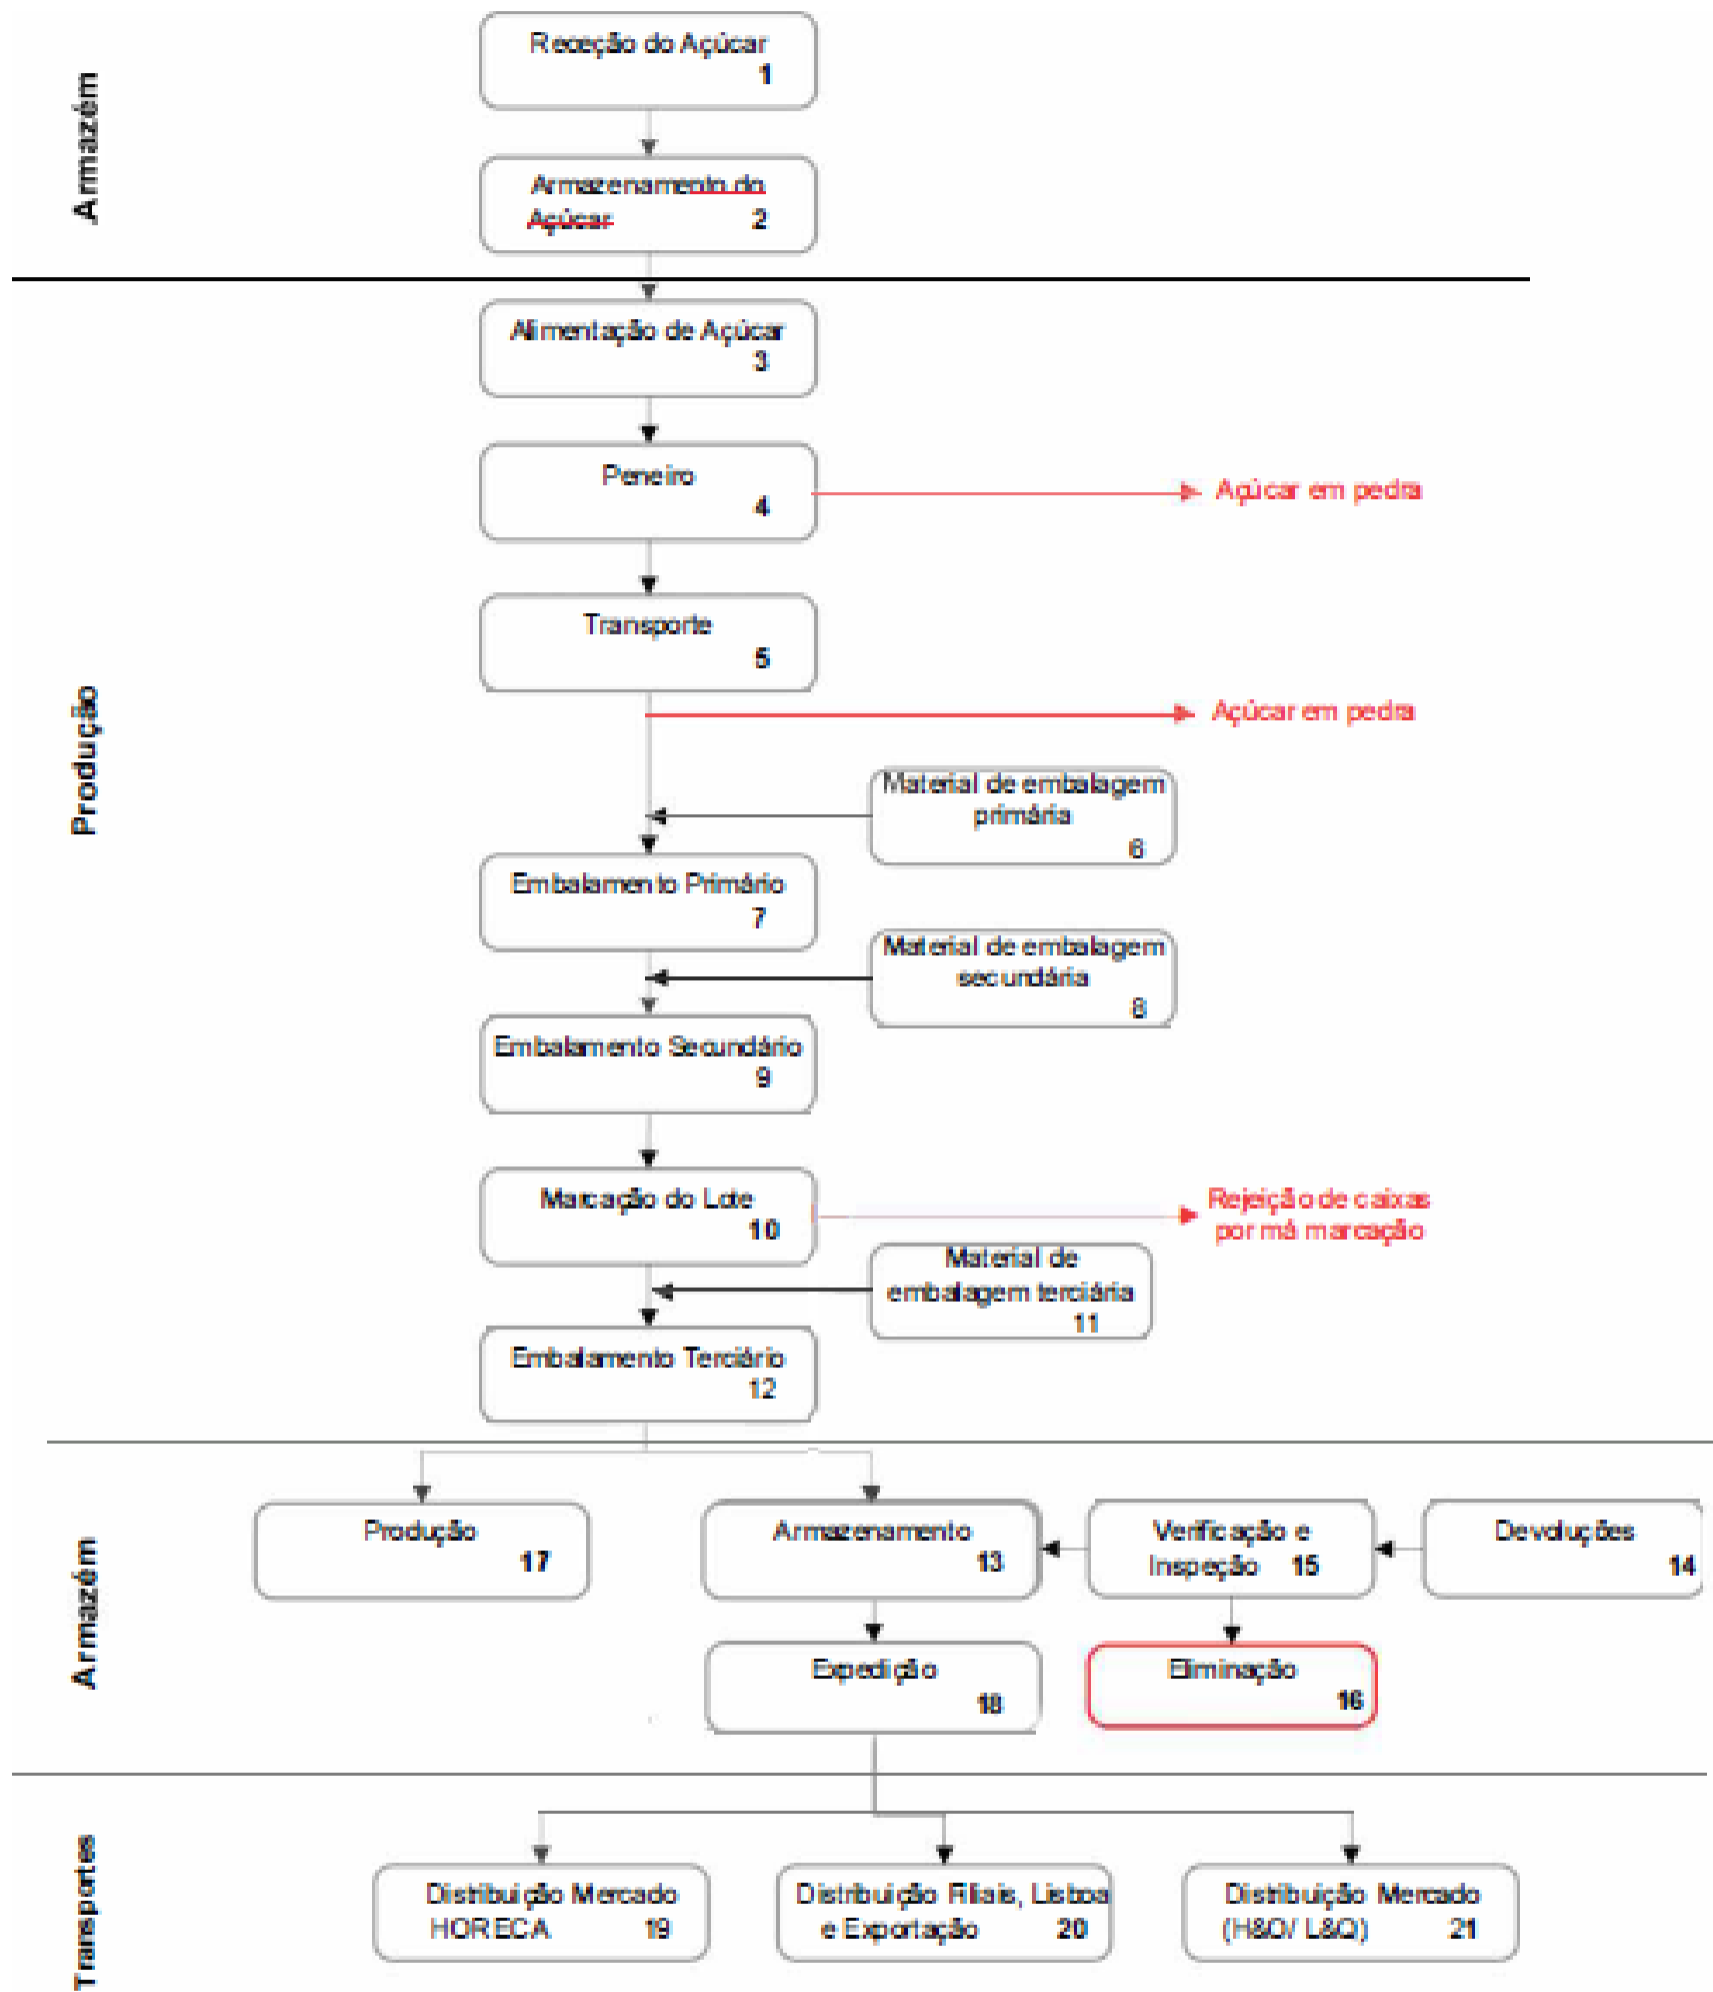 Armazém
Receção do Açúcar
1
Armazenamento do
Açúcar 2
Produção
Alimentação de Açúcar
3
Peneiro
4
Açúcar em pedra
Transporte
5
Açúcar em pedra
Material de embalagem
primária
6
Embalamento Primário
7
Material de embalagem
secundária
8
Embalamento Secundário
9
Marcação do Lote
10
Rejeição de caixas
por má marcação
Material de
embalagem terciária
11
Embalamento Terciário
12
Armazém
Produção
17
Armazenamento
13
Verificação e
Inspeção 15
Devoluções
14
Expedição
18
Eliminação
16
Transportes
Distribuição Mercado
HORECA 19
Distribuição Filiais, Lisboa
e Exportação 20
Distribuição Mercado
(H&O/ L&Q) 21